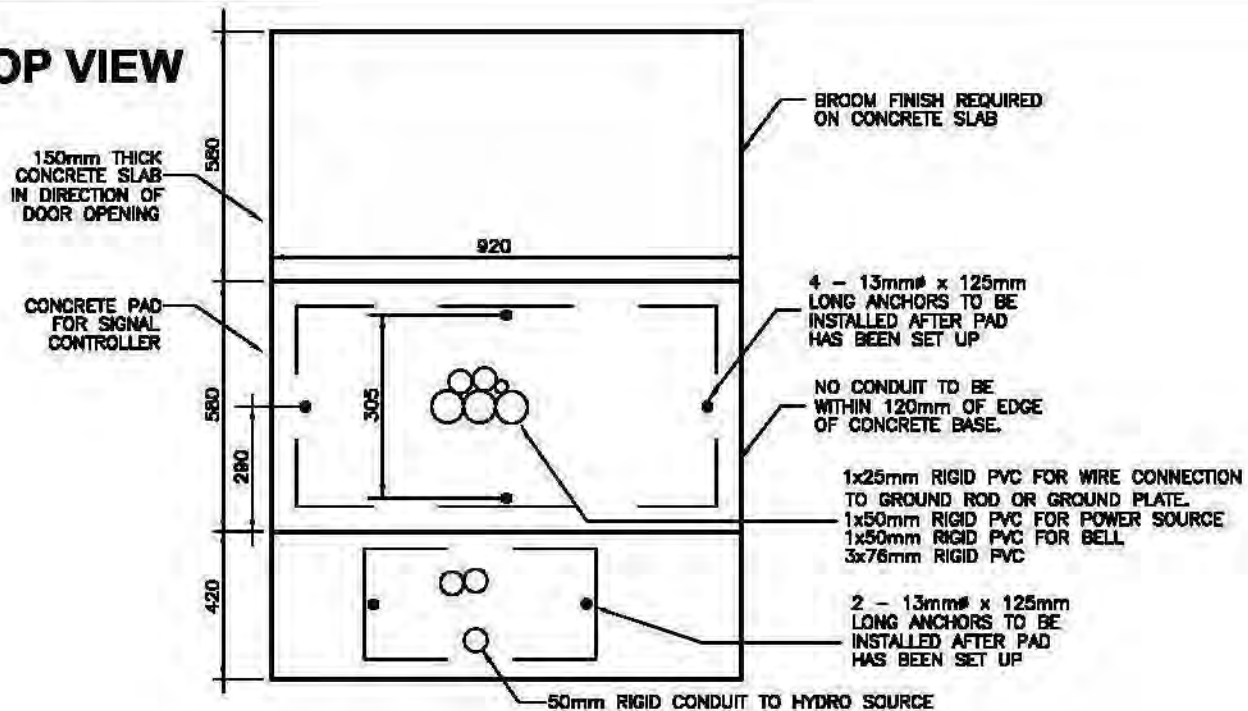 OP VIEW
150mm THICK
CONCRETE SLAB
IN DIRECTION OF
DOOR OPENING
580
BROOM FINISH REQUIRED
ON CONCRETE SLAB
920
CONCRETE PAD
FOR SIGNAL
CONTROLLER
580
290
305
4 - 13mmø x 125mm
LONG ANCHORS TO BE
INSTALLED AFTER PAD
HAS BEEN SET UP
NO CONDUIT TO BE
WITHIN 120mm OF EDGE
OF CONCRETE BASE.
1x25mm RIGID PVC FOR WIRE CONNECTION
TO GROUND ROD OR GROUND PLATE.
1x50mm RIGID PVC FOR POWER SOURCE
1x50mm RIGID PVC FOR BELL
3x76mm RIGID PVC
420
2 - 13mmø x 125mm
LONG ANCHORS TO BE
INSTALLED AFTER PAD
HAS BEEN SET UP
50mm RIGID CONDUIT TO HYDRO SOURCE